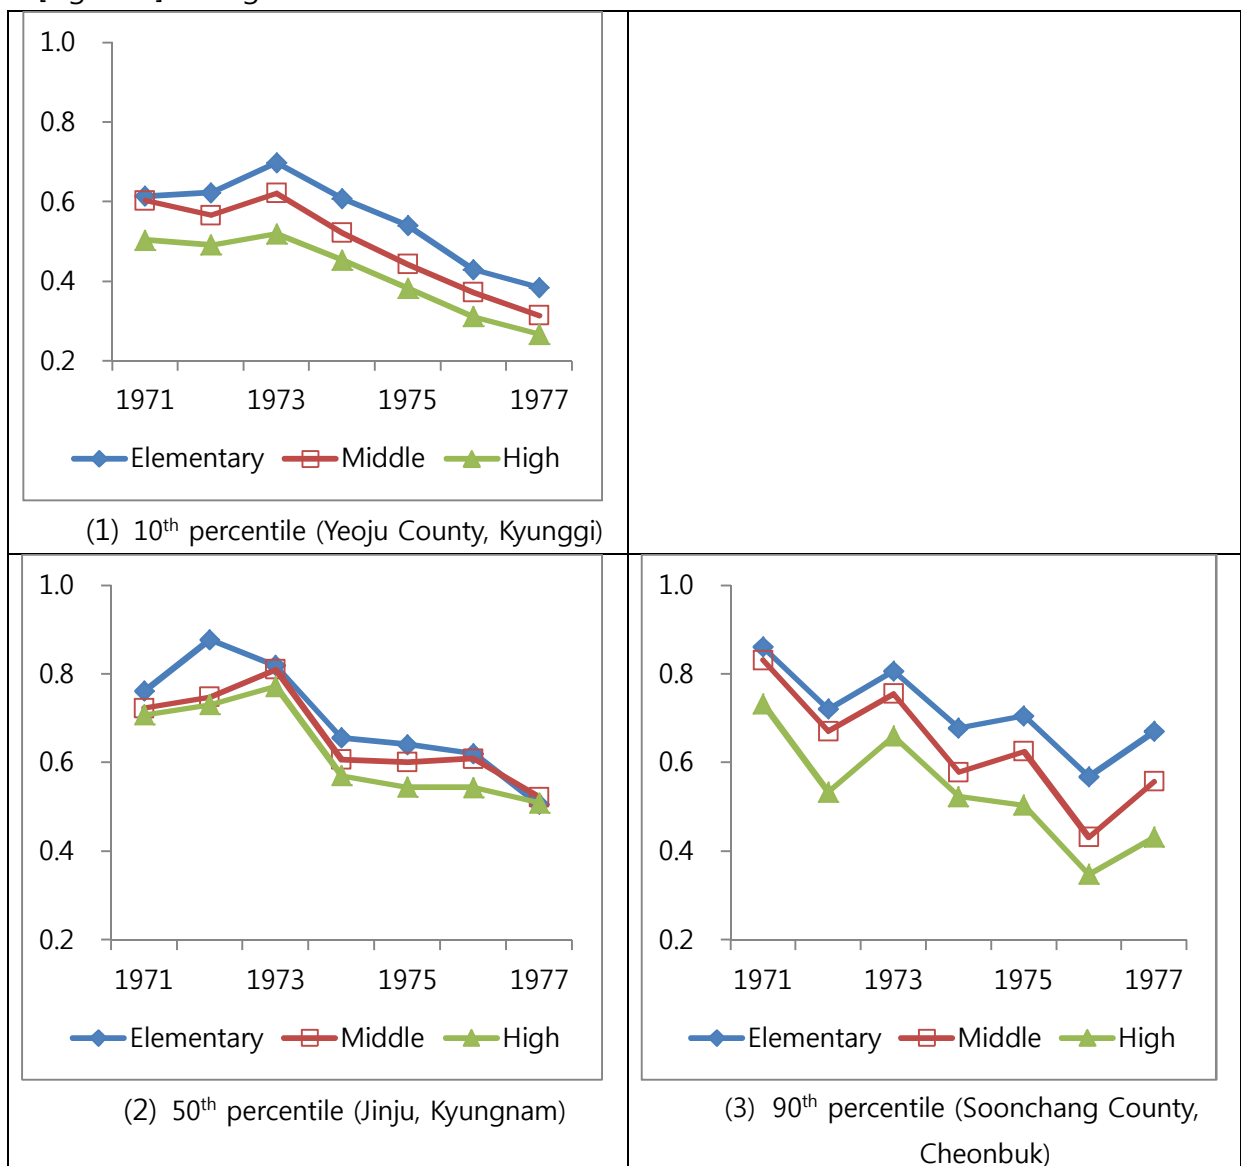 1.0
0.8
0.6
0.4
0.2
1971 1973 1975 1977
Elementary Middle High
(1) 10th percentile (Yeoju County, Kyunggi)
1.0
0.8
0.6
0.4
0.2
1971 1973 1975 1977
Elementary Middle High
(2) 50th percentile (Jinju, Kyungnam)
1.0
0.8
0.6
0.4
0.2
1971 1973 1975 1977
Elementary Middle High
(3) 90th percentile (Soonchang County,
Cheonbuk)